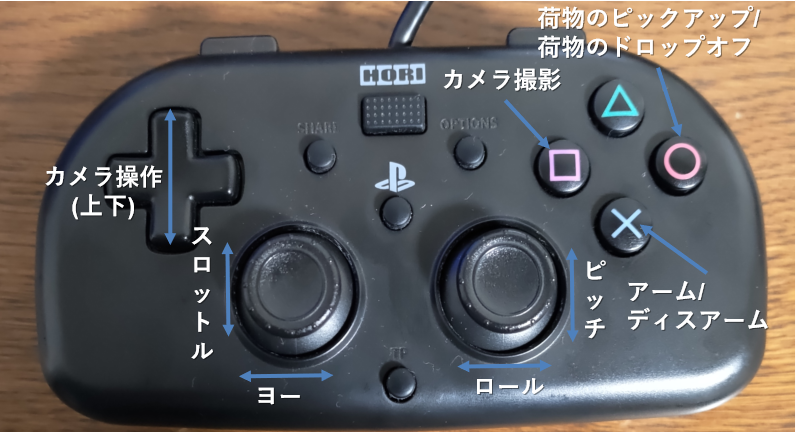 荷物のピックアップ/
荷物のドロップオフ
HORI
カメラ撮影
SHARE
OPTIONS
カメラ操作
(上下)
スロットル
ピッチ
アーム/
ディスアーム
TP
ヨー
ロール